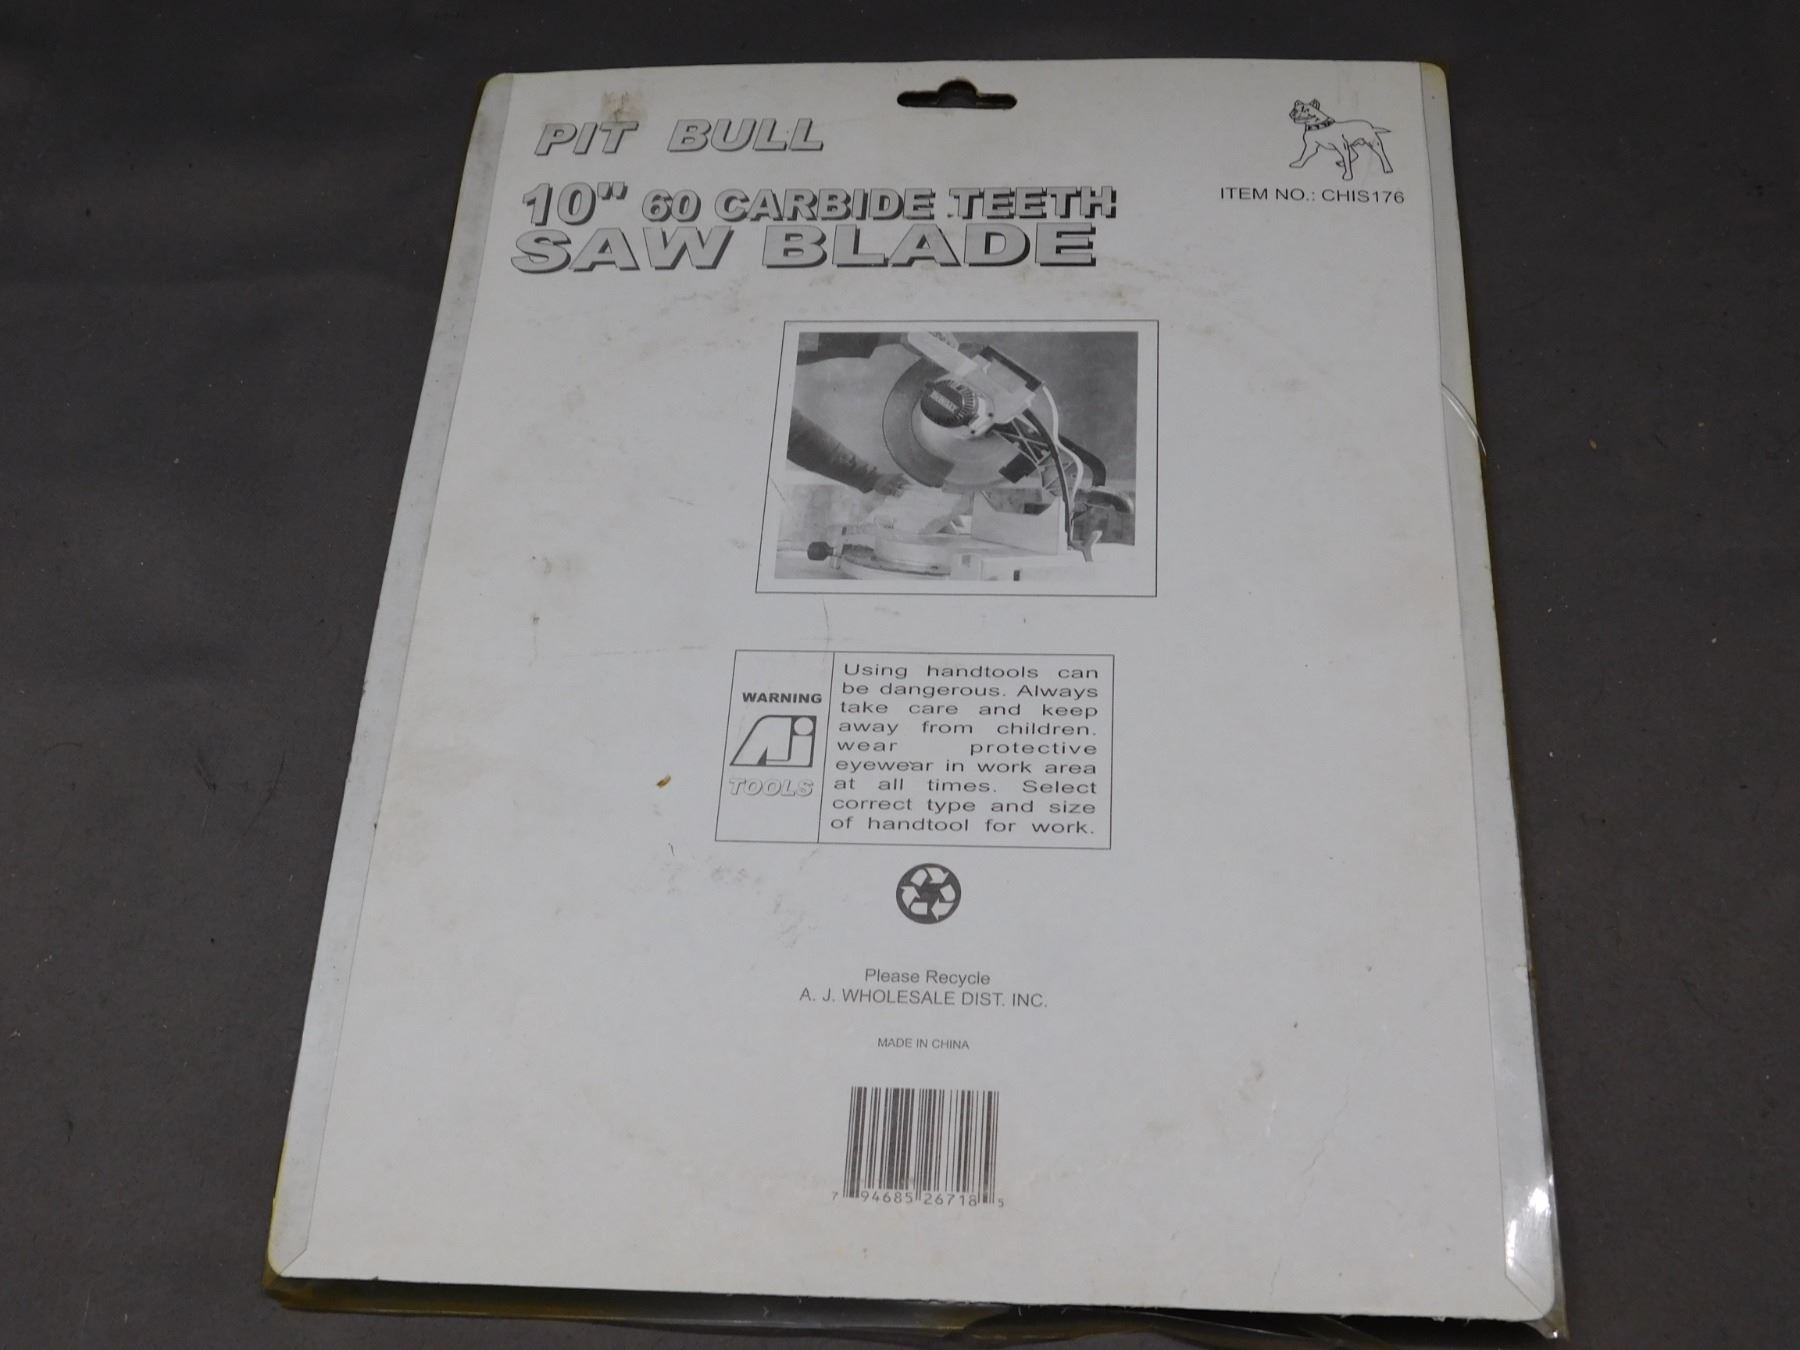 PIT BULL
10" 60 CARBIDE TEETH
SAW BLADE
ITEM NO.: CHIS176
WARNING
AJ
TOOLS
Using handtools can
be dangerous. Always
take care and keep
away from children.
wear protective
eyewear in work area
at all times. Select
correct type and size
of handtool for work.
Please Recycle
A. J. WHOLESALE DIST. INC.
MADE IN CHINA
7 94685 26718 5